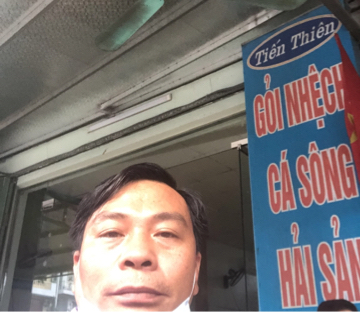 Tiến Thiên
GỎI NHỆCH
CÁ SÔNG
HẢI SẢN